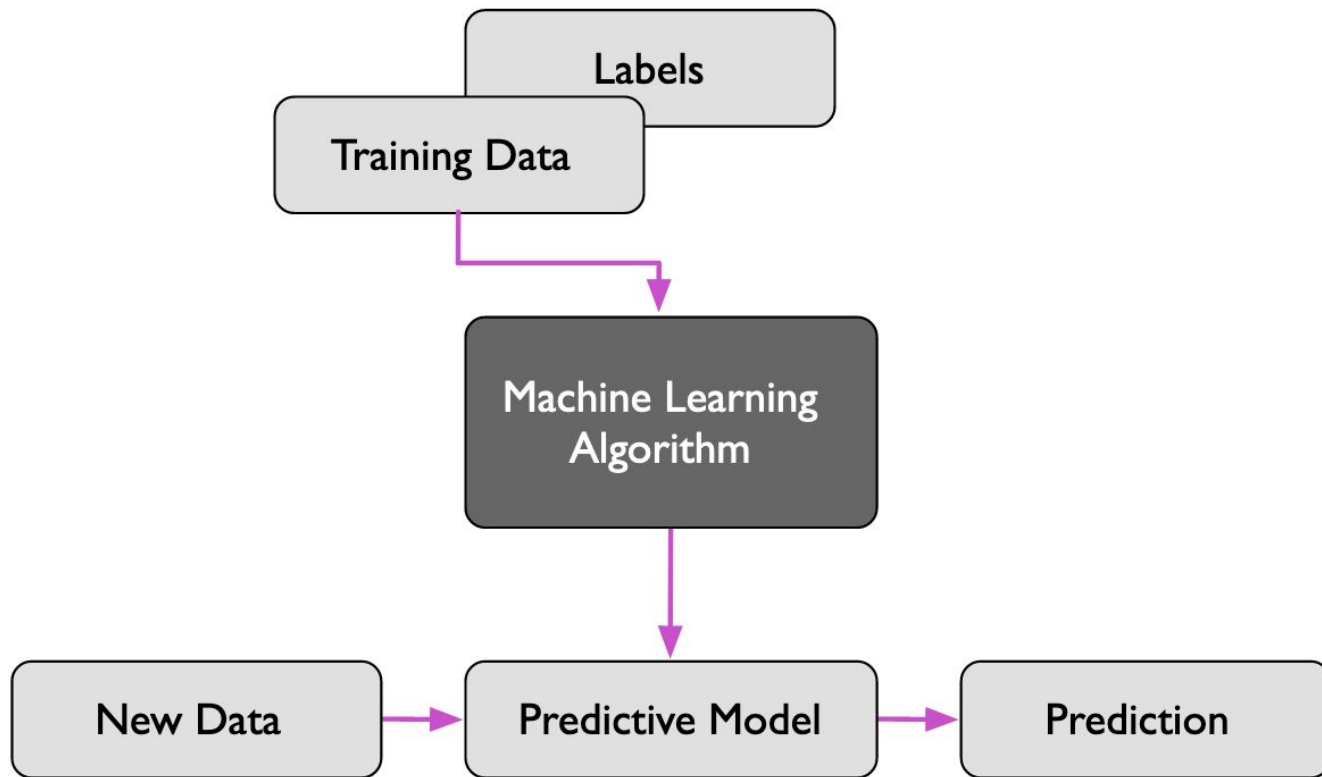 Labels
Training Data
Machine Learning
Algorithm
New Data
Predictive Model
Prediction